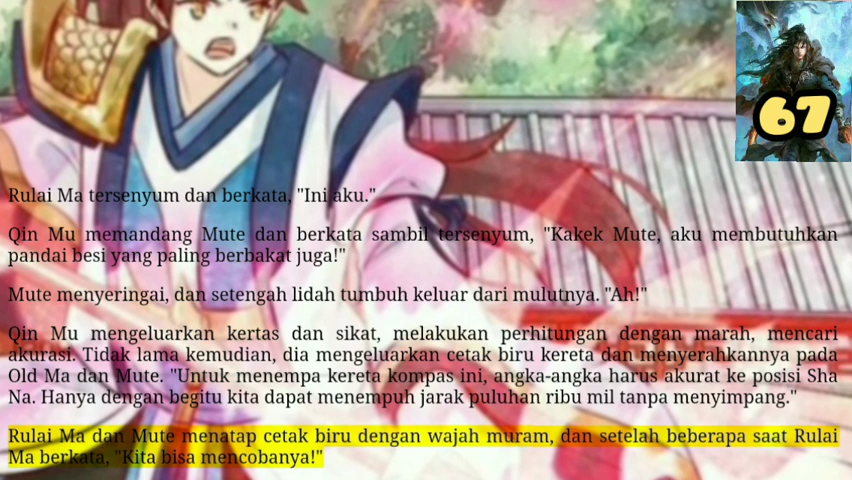 67
Rulai Ma tersenyum dan berkata, "Ini aku."
Qin Mu memandang Mute dan berkata sambil tersenyum, "Kakek Mute, aku membutuhkan
pandai besi yang paling berbakat juga!"
Mute menyeringai, dan setengah lidah tumbuh keluar dari mulutnya. "Ah!"
Qin Mu mengeluarkan kertas dan sikat, melakukan perhitungan dengan marah, mencari
akurasi. Tidak lama kemudian, dia mengeluarkan cetak biru kereta dan menyerahkannya pada
Old Ma dan Mute. "Untuk menempa kereta kompas ini, angka-angka harus akurat ke posisi Sha
Na. Hanya dengan begitu kita dapat menempuh jarak puluhan ribu mil tanpa menyimpang."
Rulai Ma dan Mute menatap cetak biru dengan wajah muram, dan setelah beberapa saat Rulai
Ma berkata, "Kita bisa mencobanya!"